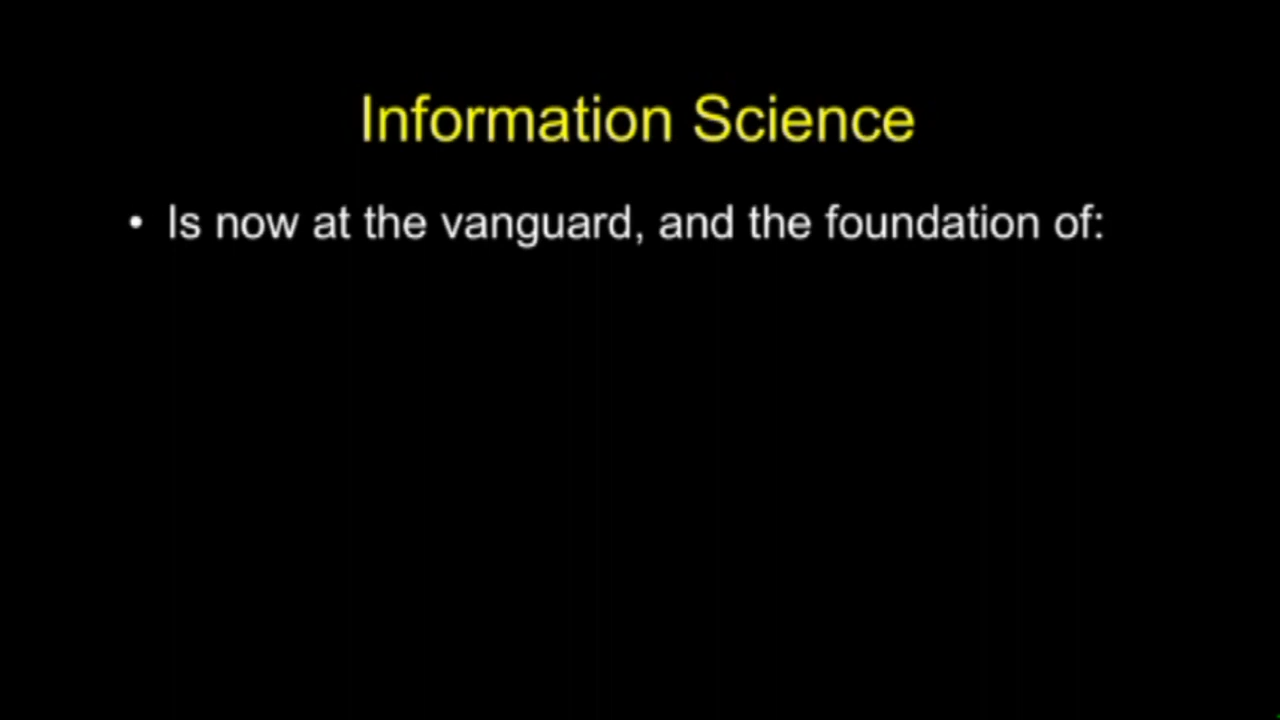 Information Science
• Is now at the vanguard, and the foundation of: